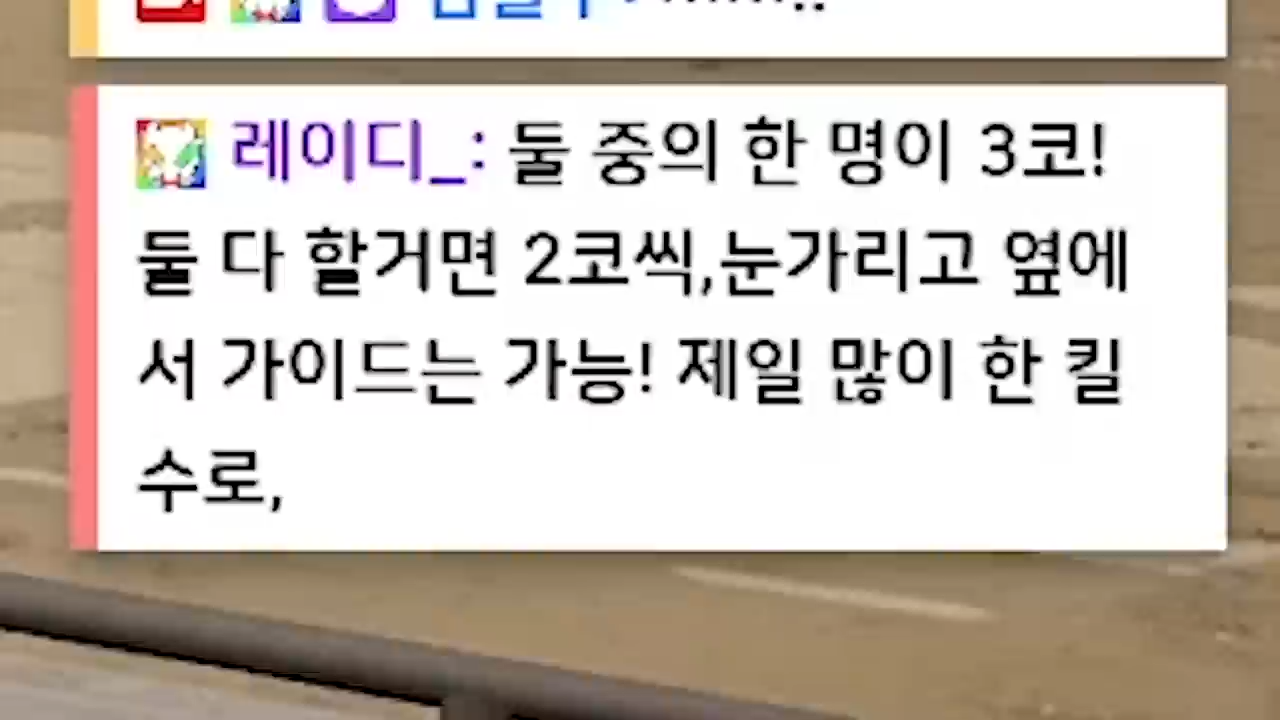 레이디_: 둘 중의 한 명이 3코!
둘 다 할거면 2코씩,눈가리고 옆에
서 가이드는 가능! 제일 많이 한 킬
수로,